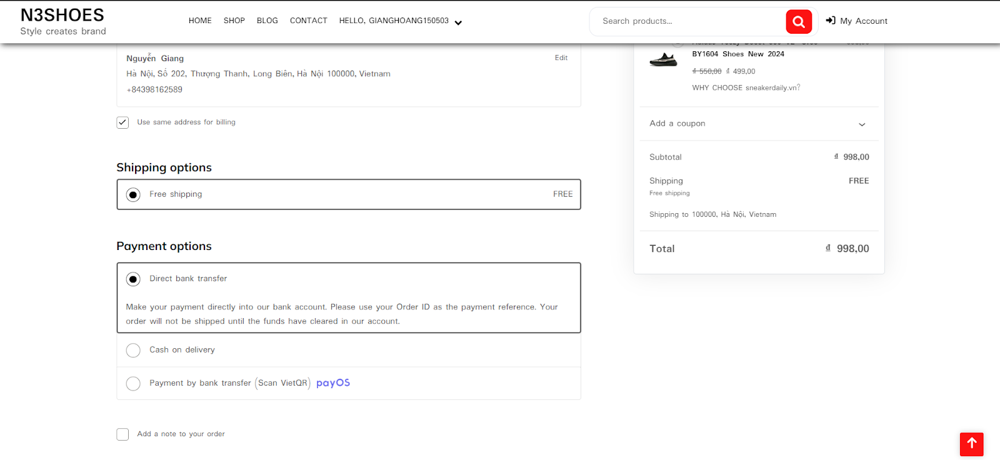 N3SHOES
Style creates brand
HOME SHOP BLOG CONTACT HELLO, GIANGHOANG150503
Search products...
My Account
Nguyễn Giang
Edit
Hà Nội, Số 202, Thượng Thanh, Long Biên, Hà Nội 100000, Vietnam
+84398162589
Use same address for billing
Shipping options
Free shipping FREE
Payment options
Direct bank transfer
Make your payment directly into our bank account. Please use your Order ID as the payment reference. Your
order will not be shipped until the funds have cleared in our account.
Cash on delivery
Payment by bank transfer (Scan VietQR) payOS
Add a note to your order
BY1604 Shoes New 2024
₫ 550,00 ₫ 499,00
WHY CHOOSE sneakerdaily.vn?
Add a coupon
Subtotal ₫ 998,00
Shipping FREE
Free shipping
Shipping to 100000, Hà Nội, Vietnam
Total ₫ 998,00